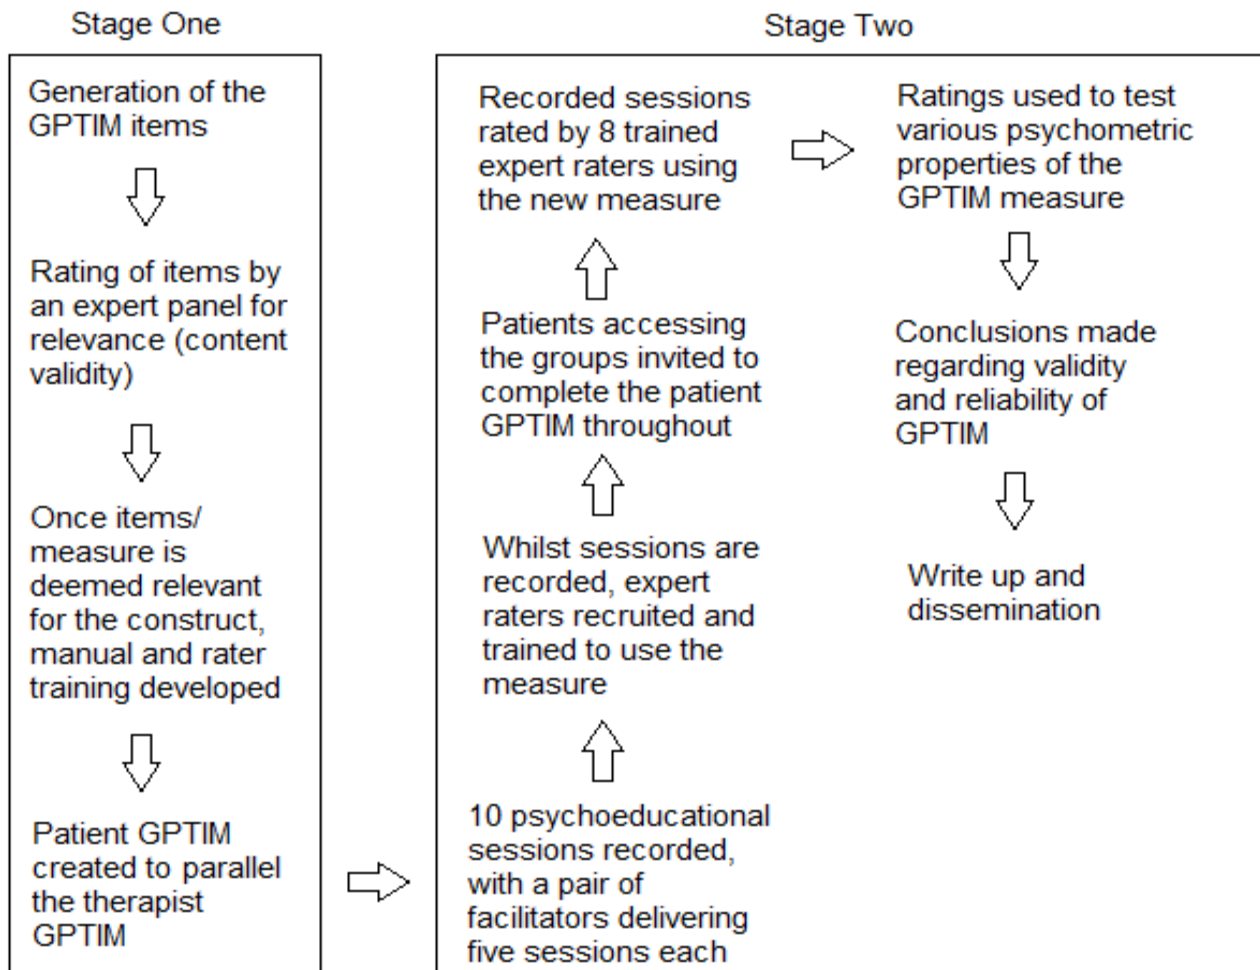 Stage One
Generation of the
GPTIM items
Rating of items by
an expert panel for
relevance (content
validity)
Once items/
measure is
deemed relevant
for the construct,
manual and rater
training developed
Patient GPTIM
created to parallel
the therapist
GPTIM
Stage Two
10 psychoeducational
sessions recorded,
with a pair of
facilitators delivering
five sessions each
Whilst sessions are
recorded, expert
raters recruited and
trained to use the
measure
Patients accessing
the groups invited to
complete the patient
GPTIM throughout
Recorded sessions
rated by 8 trained
expert raters using
the new measure
Ratings used to test
various psychometric
properties of the
GPTIM measure
Conclusions made
regarding validity
and reliability of
GPTIM
Write up and
dissemination